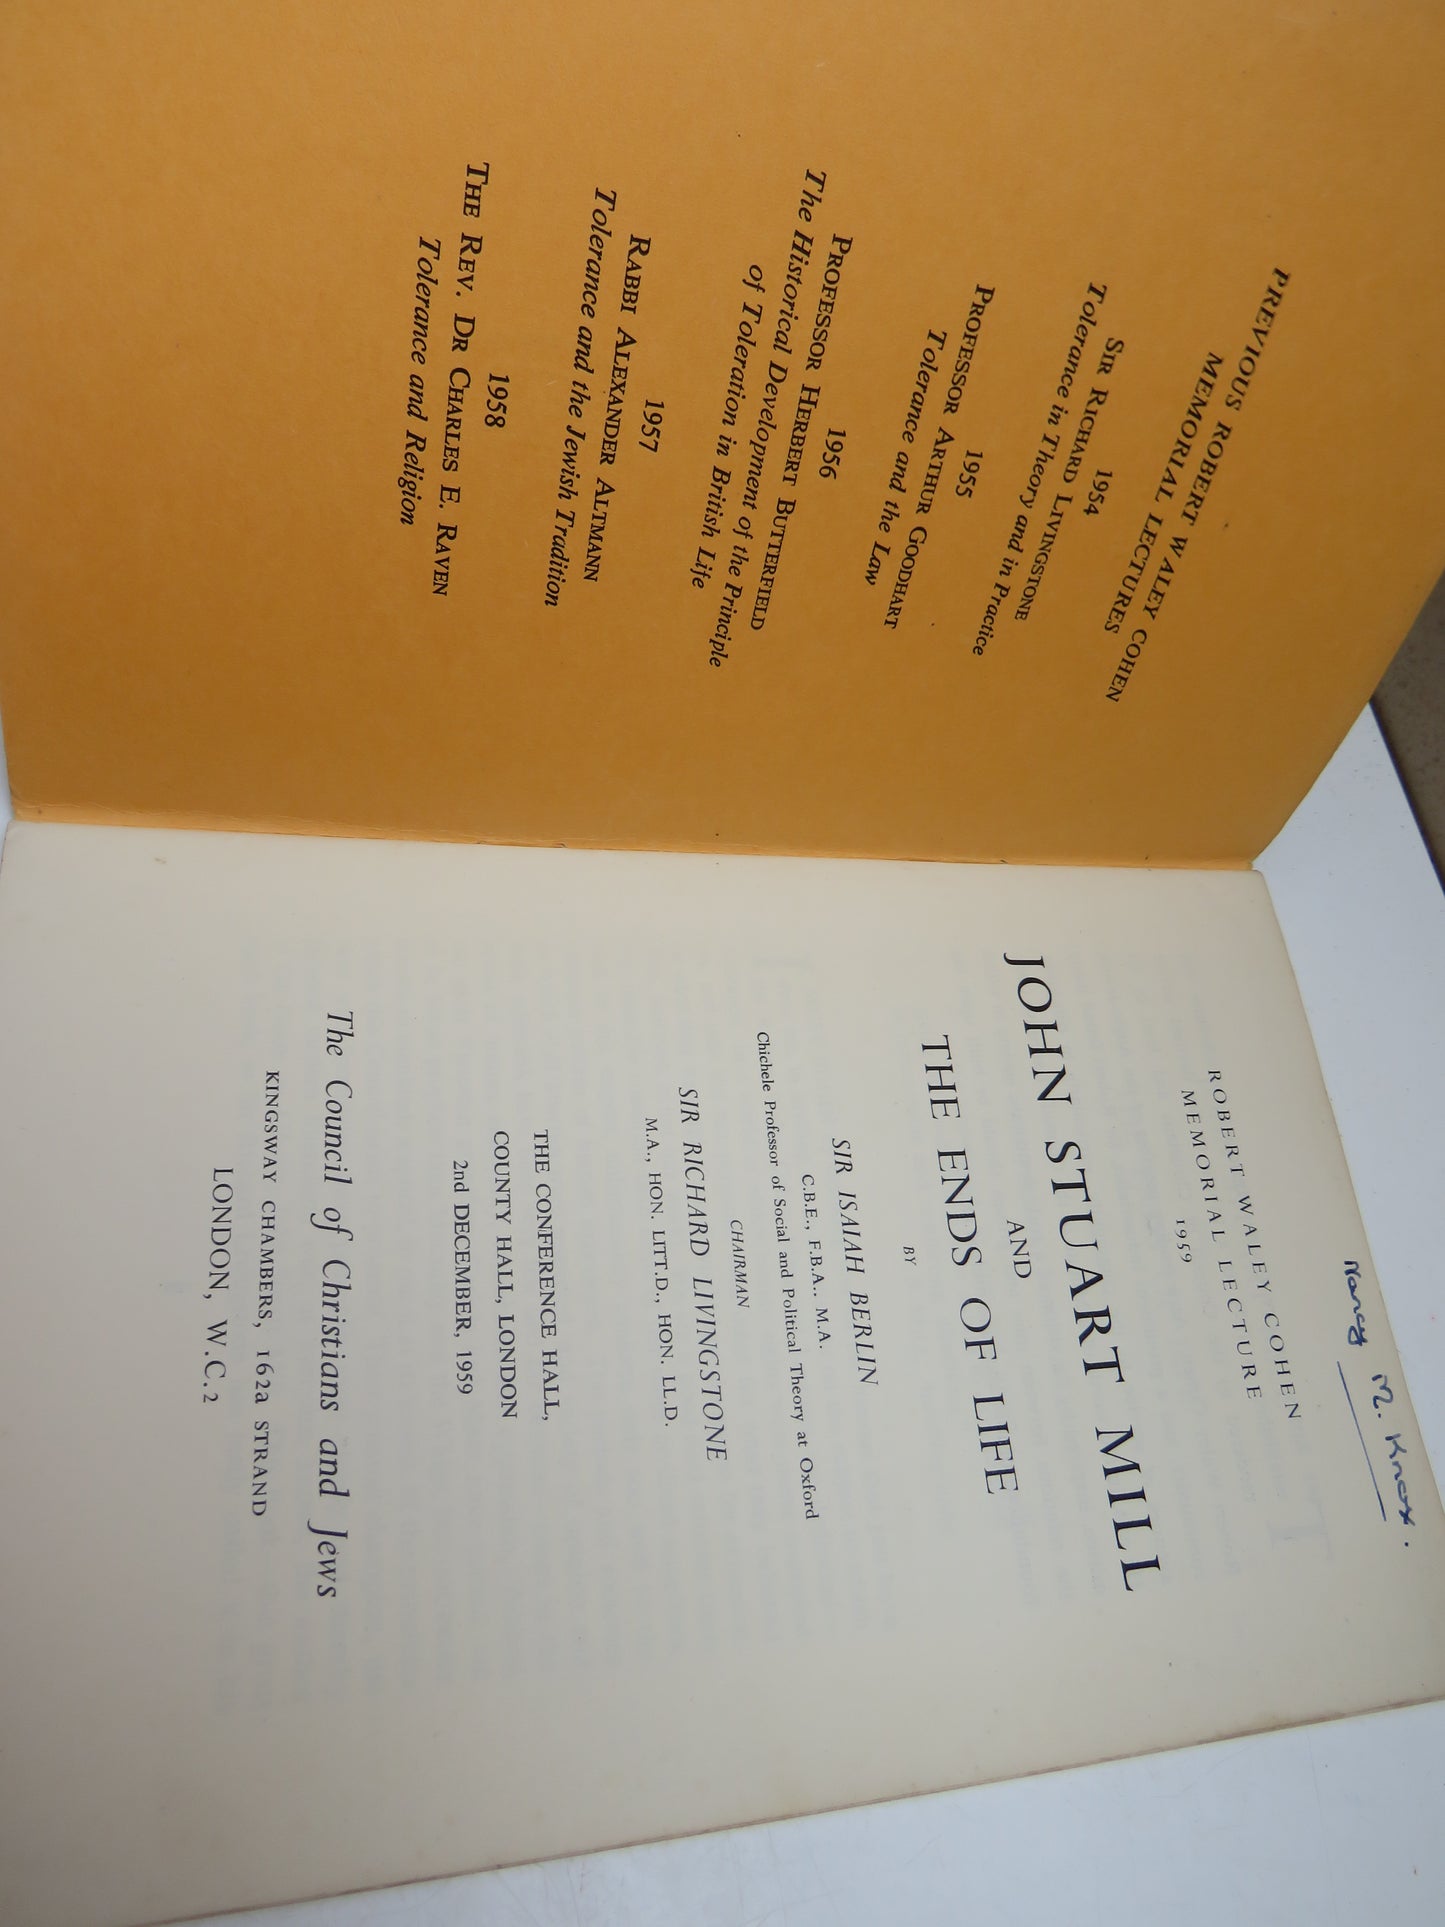 PREVIOUS ROBERT WALEY COHEN
MEMORIAL LECTURES
1954
SIR RICHARD LIVINGSTONE
Tolerance in Theory and in Practice
1955
PROFESSOR ARTHUR GOODHART
Tolerance and the Law
1956
PROFESSOR HERBERT BUTTERFIELD
The Historical Development of the Principle
of Toleration in British Life
1957
RABBI ALEXANDER ALTMANN
Tolerance and the Jewish Tradition
1958
THE REV. DR CHARLES E. RAVEN
Tolerance and Religion
Nancy M. Knox.
ROBERT WALEY COHEN
MEMORIAL LECTURE
1959
JOHN STUART MILL
AND
THE ENDS OF LIFE
BY
SIR ISAIAH BERLIN
C.B.E., F.B.A.. M.A.
Chichele Professor of Social and Political Theory at Oxford
CHAIRMAN
SIR RICHARD LIVINGSTONE
M.A., HON. LITT.D., HON. LL.D.
THE CONFERENCE HALL,
COUNTY HALL, LONDON
2nd DECEMBER, 1959
The Council of Christians and Jews
KINGSWAY CHAMBERS, 162a STRAND
LONDON, W.C.2